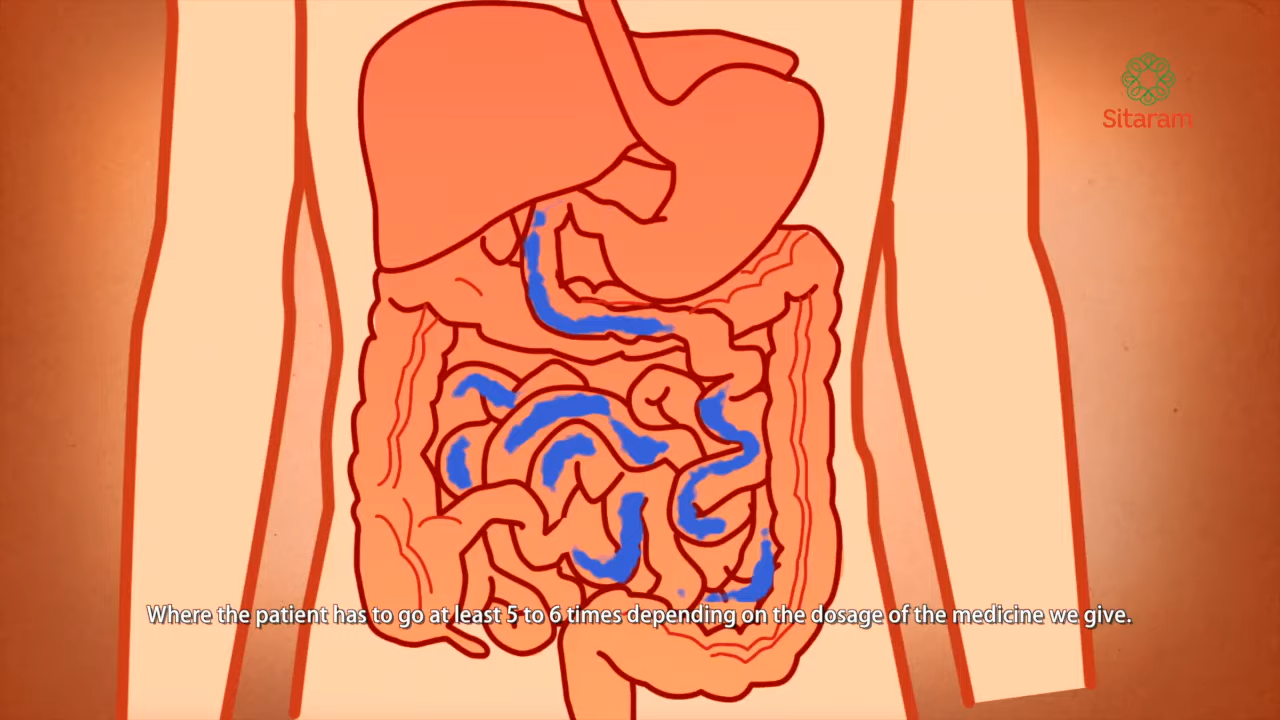 Sitaram
Where the patient has to go at least 5 to 6 times depending on the dosage of the medicine we give.